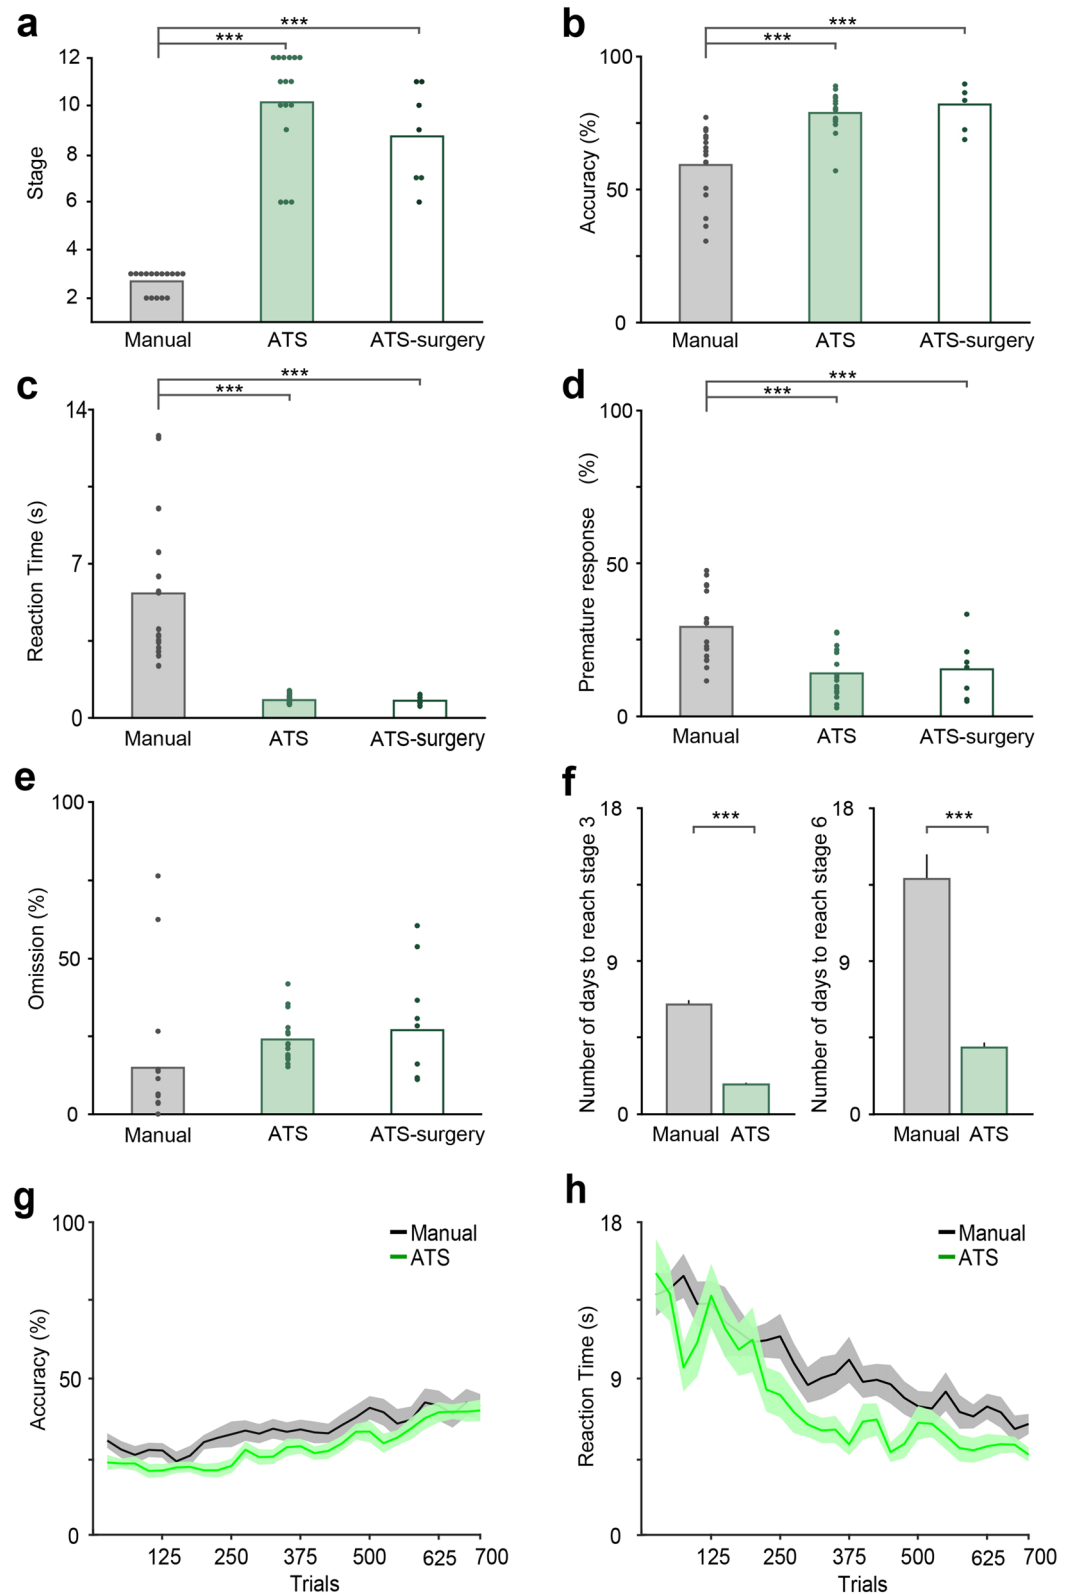 a
***
***
Stage
12
10
8
6
4
2
Manual ATS ATS-surgery
b
***
***
Accuracy (%)
100
50
0
Manual ATS ATS-surgery
c
***
***
Reaction Time (s)
14
7
0
Manual ATS ATS-surgery
d
***
***
Premature response (%)
100
50
0
Manual ATS ATS-surgery
e
Omission (%)
100
50
0
Manual ATS ATS-surgery
f
Number of days to reach stage 3
18
9
0
***
Manual ATS
Number of days to reach stage 6
18
9
0
***
Manual ATS
g
Accuracy (%)
100
50
0
Manual
ATS
125 250 375 500 625 700
Trials
h
Reaction Time (s)
18
9
0
Manual
ATS
125 250 375 500 625 700
Trials